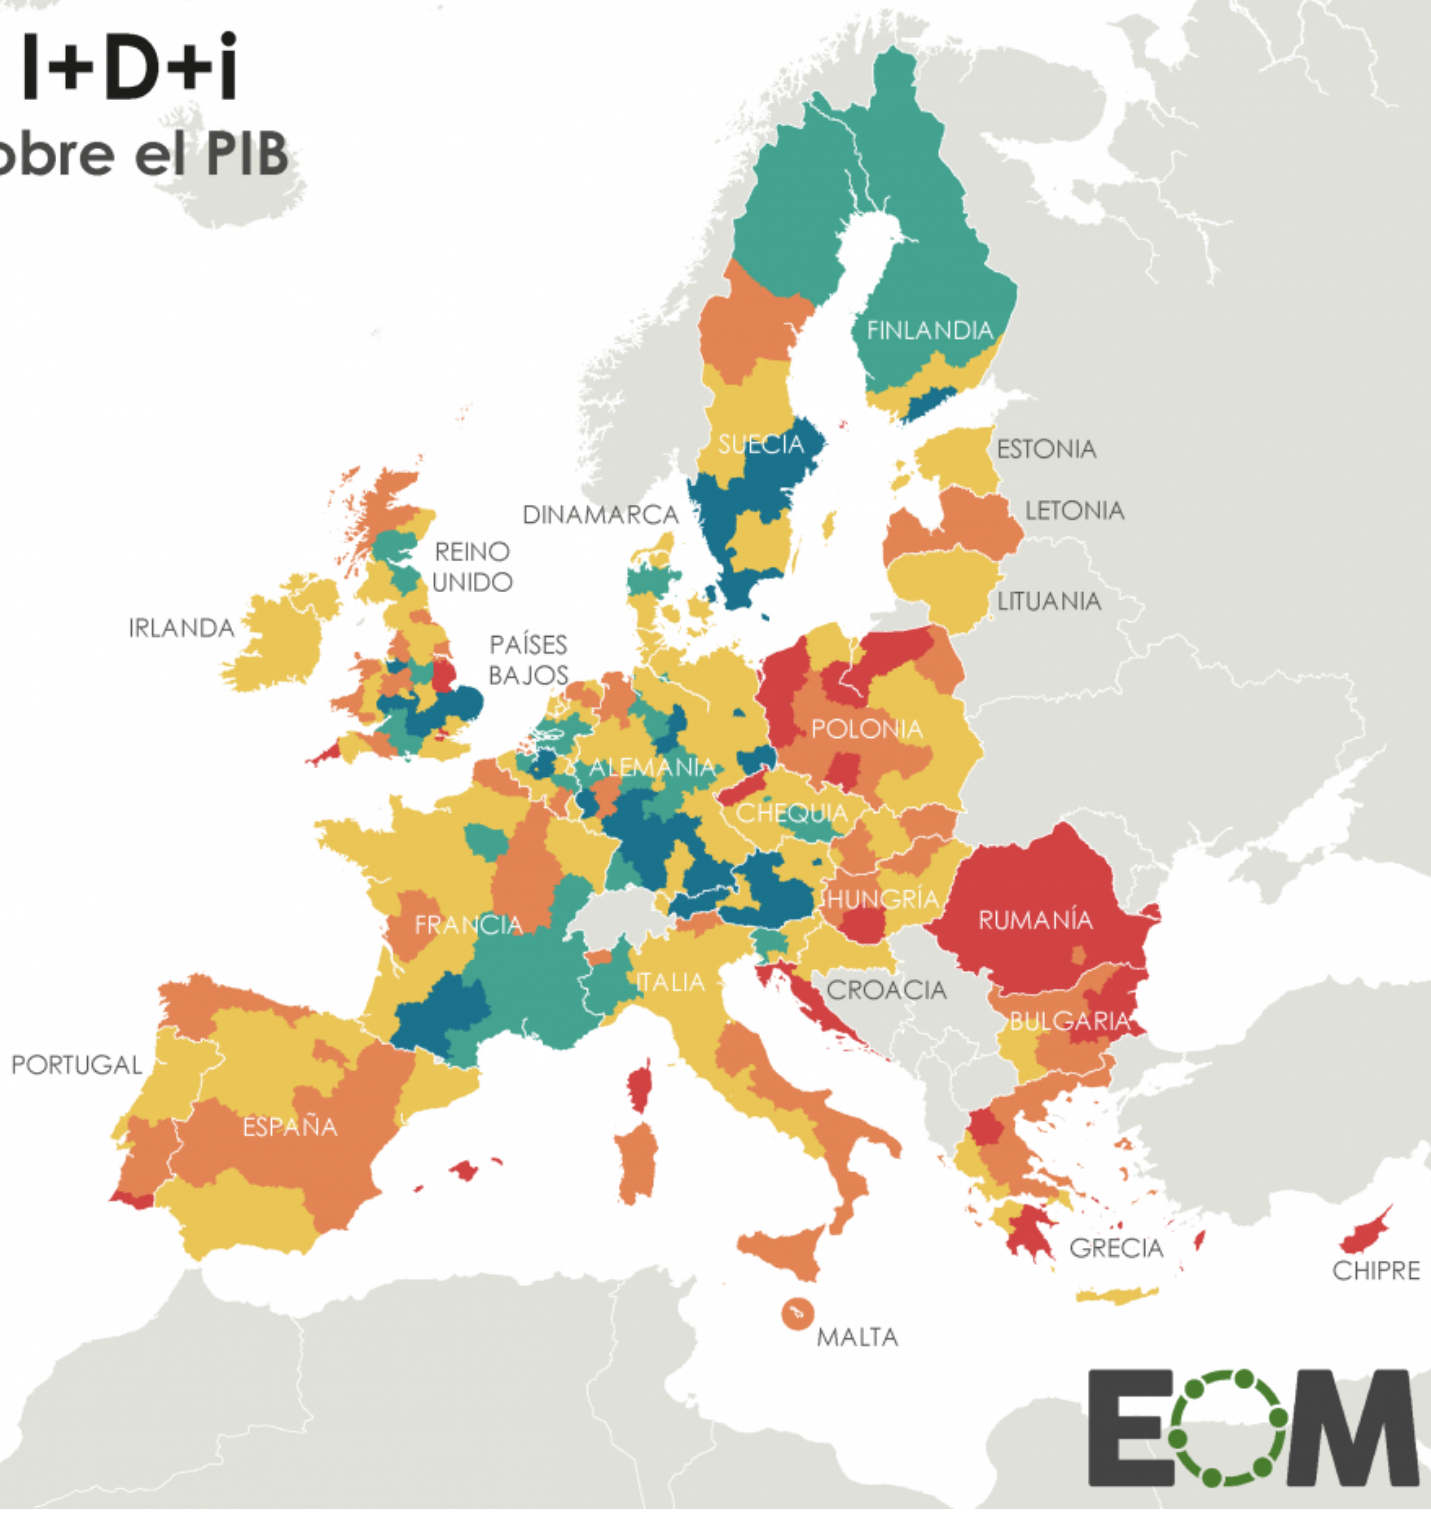 I+D+i
obre el PIB
FINLANDIA
SUECIA
ESTONIA
DINAMARCA
LETONIA
REINO
UNIDO
LITUANIA
IRLANDA
PAÍSES
BAJOS
POLONIA
ALEMANIA
CHEQUIA
HUNGRÍA
RUMANÍA
FRANCIA
ITALIA
CROACIA
BULGARIA
PORTUGAL
ESPAÑA
GRECIA
CHIPRE
MALTA
EOM